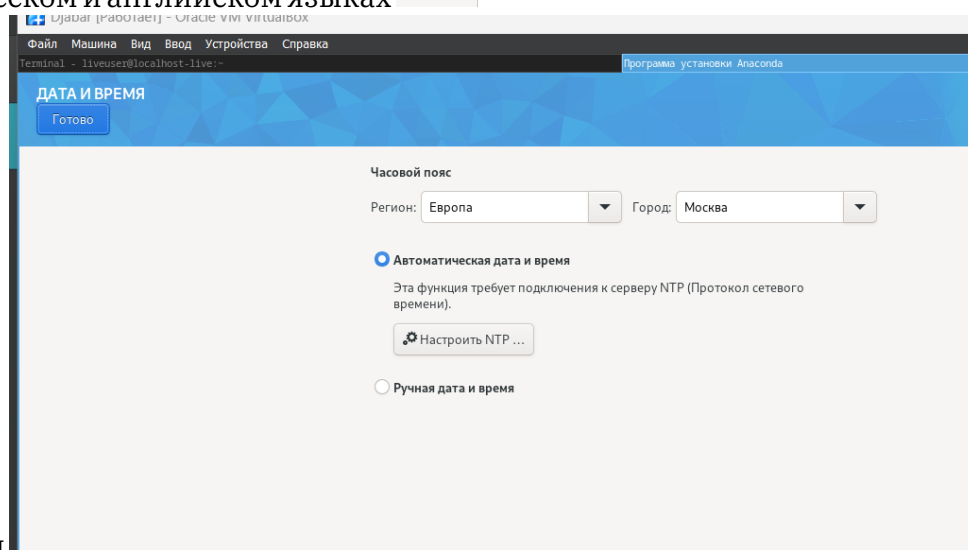 английском языках
Djabar [Работает] - Oracle VM VirtualBox
Файл Машина Вид Ввод Устройства Справка
Terminal - liveuser@localhost-live:~
Программа установки Anaconda
ДАТА И ВРЕМЯ
Готово
Часовой пояс
Регион: Европа Город: Москва
Автоматическая дата и время
Эта функция требует подключения к серверу NTP (Протокол сетевого
времени).
Настроить NTP ...
Ручная дата и время